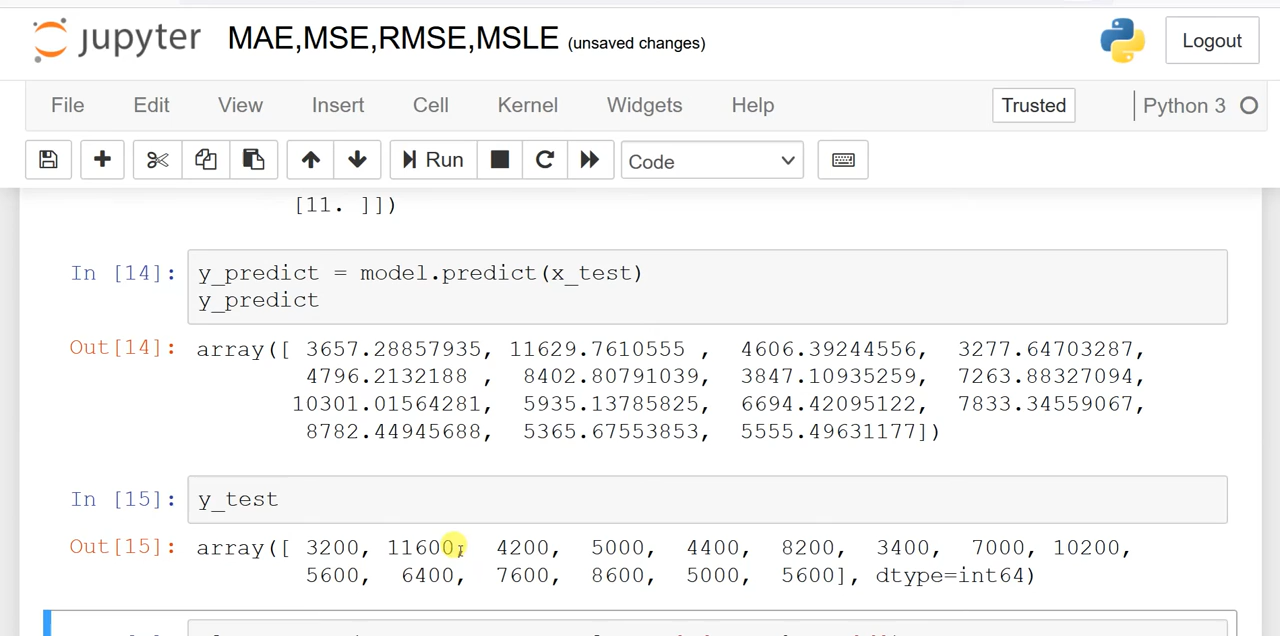 jupyter MAE,MSE,RMSE,MSLE (unsaved changes) Logout
File Edit View Insert Cell Kernel Widgets Help Trusted Python 3
Run Code
[11. ]])
In [14]: y_predict = model.predict(x_test)
y_predict
Out[14]: array([ 3657.28857935, 11629.7610555 , 4606.39244556, 3277.64703287,
4796.2132188 , 8402.80791039, 3847.10935259, 7263.88327094,
10301.01564281, 5935.13785825, 6694.42095122, 7833.34559067,
8782.44945688, 5365.67553853, 5555.49631177])
In [15]: y_test
Out[15]: array([ 3200, 11600, 4200, 5000, 4400, 8200, 3400, 7000, 10200,
5600, 6400, 7600, 8600, 5000, 5600], dtype=int64)